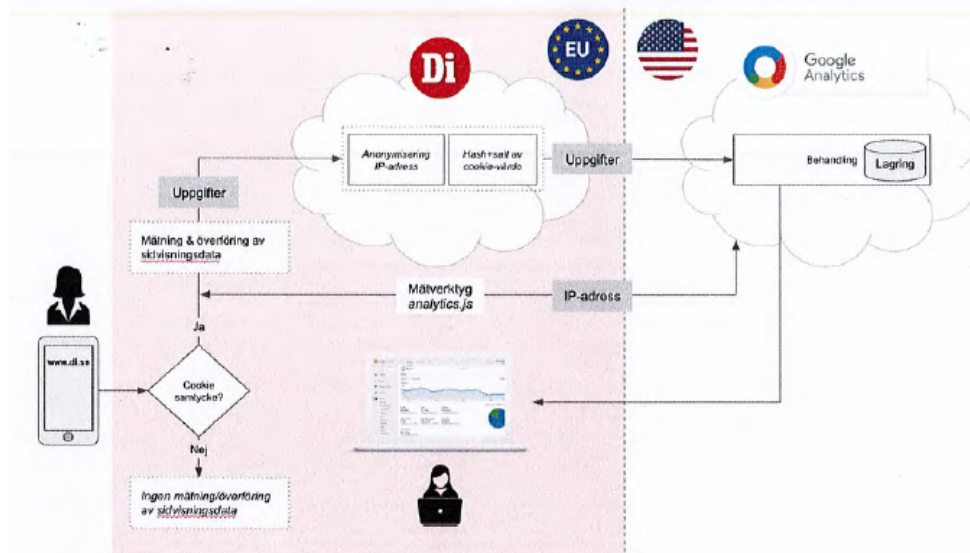 Di
EU
Google
Analytics
Anonymisering
IP-adress
Hash+salt av
cookie-värde
Uppgifter
Behandling
Lagring
Uppgifter
Mätning & överföring av
sidvisningsdata
Mätverktyg
analytics.js
IP-adress
Ja
www.di.se
Cookie
samtycke?
Nej
Ingen mätning/överföring
av sidvisningsdata